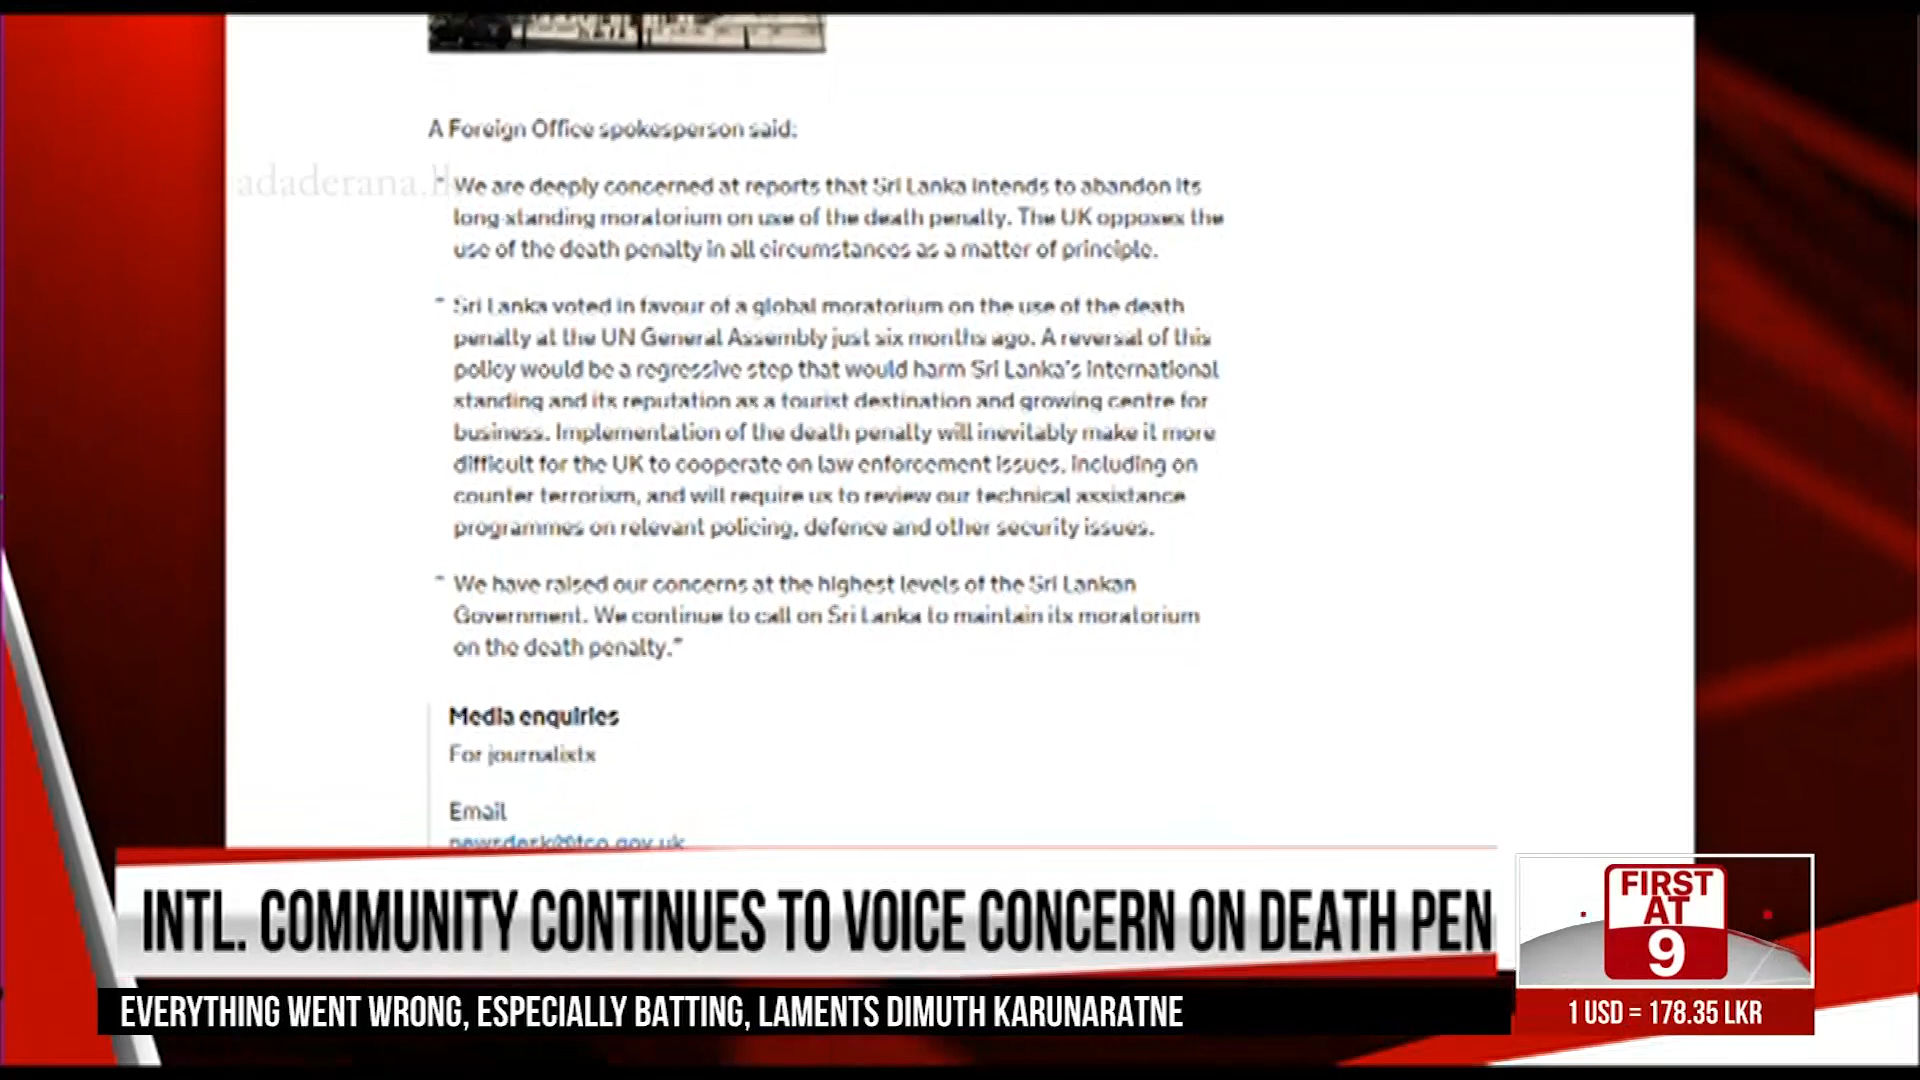 A Foreign Office spokesperson said:
adaderana.lk
" We are deeply concerned at reports that Sri Lanka intends to abandon its
long-standing moratorium on use of the death penalty. The UK opposes the
use of the death penalty in all circumstances as a matter of principle.
" Sri Lanka voted in favour of a global moratorium on the use of the death
penalty at the UN General Assembly just six months ago. A reversal of this
policy would be a regressive step that would harm Sri Lanka's international
standing and its reputation as a tourist destination and growing centre for
business. Implementation of the death penalty will inevitably make it more
difficult for the UK to cooperate on law enforcement issues, including on
counter terrorism, and will require us to review our technical assistance
programmes on relevant policing, defence and other security issues.
" We have raised our concerns at the highest levels of the Sri Lankan
Government. We continue to call on Sri Lanka to maintain its moratorium
on the death penalty."
Media enquiries
For journalists
Email
newsdesk@fco.gov.uk
INTL. COMMUNITY CONTINUES TO VOICE CONCERN ON DEATH PEN
EVERYTHING WENT WRONG, ESPECIALLY BATTING, LAMENTS DIMUTH KARUNARATNE
FIRST
AT
9
1 USD = 178.35 LKR